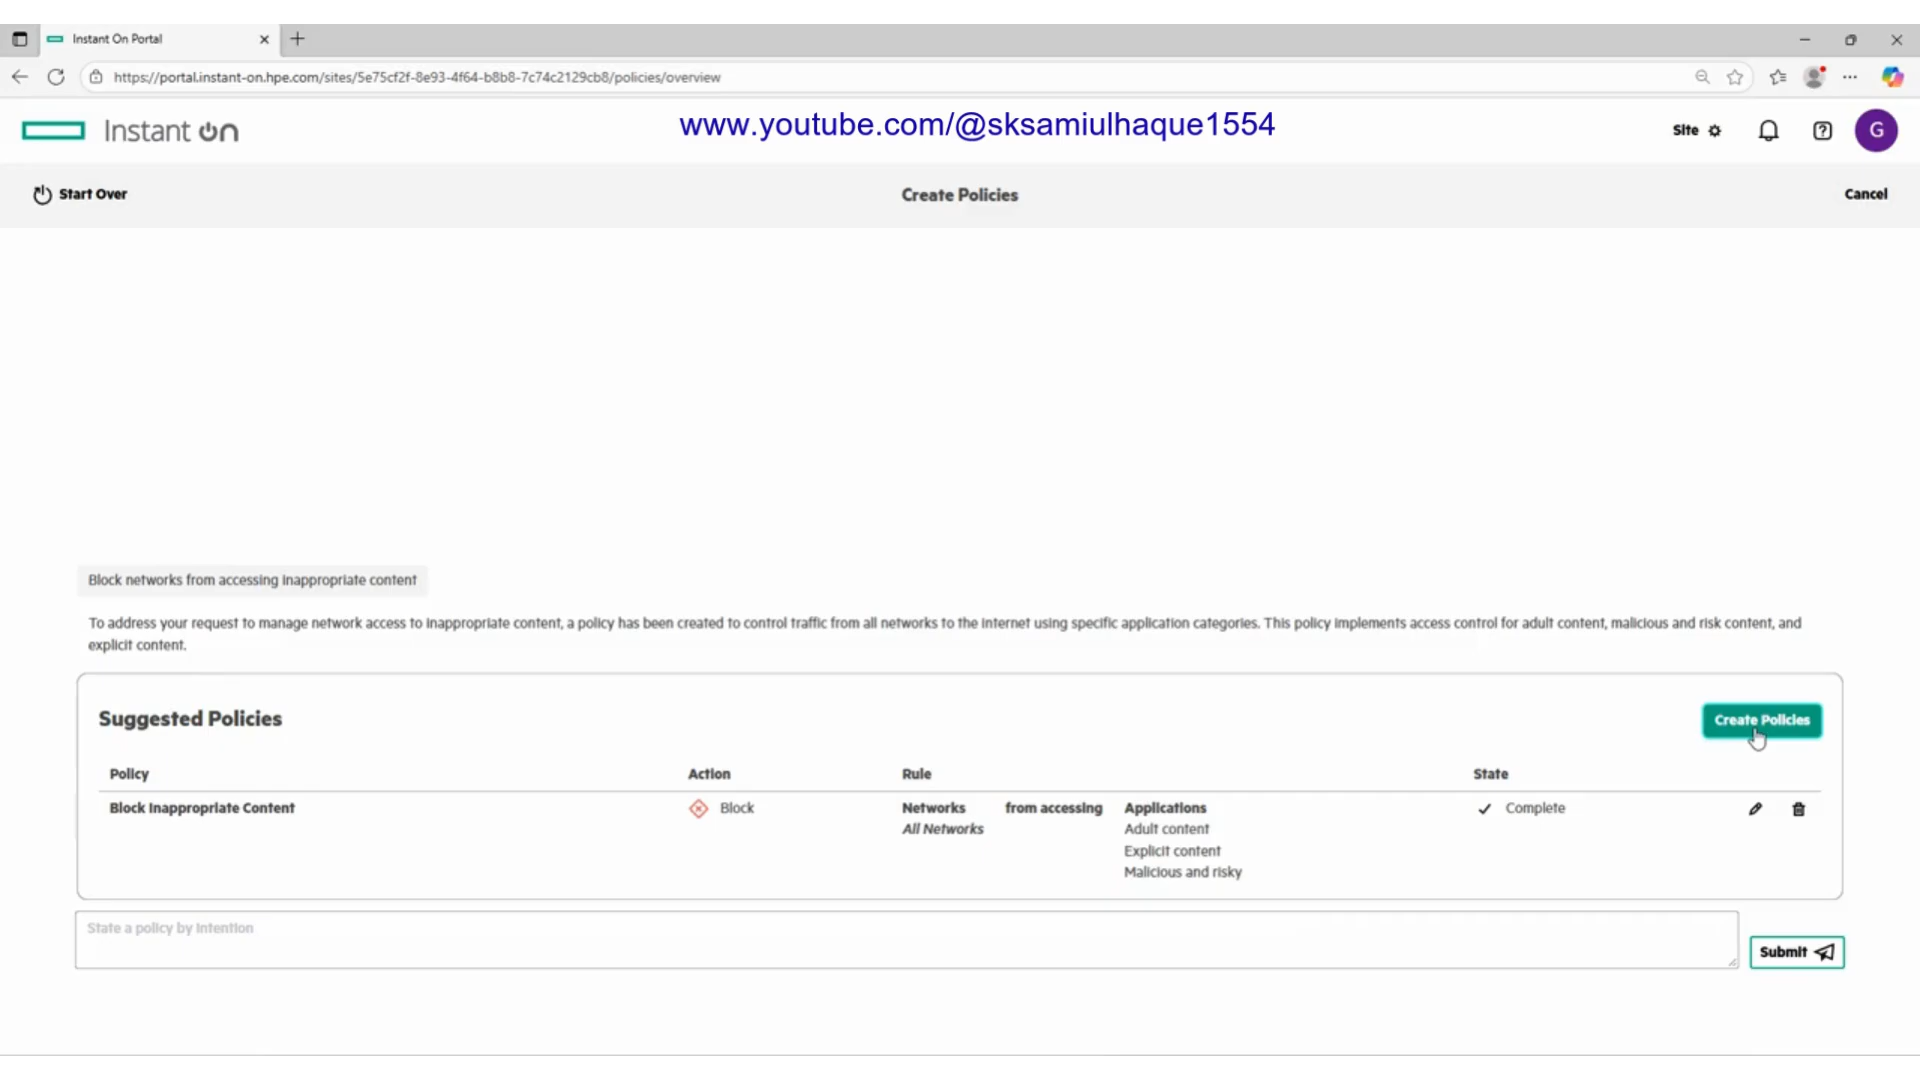 Instant On Portal
https://portal.instant-on.hpe.com/sites/5e75cf2f-8e93-4f64-b8b8-7c74c2129cb8/policies/overview
Instant on
www.youtube.com/@sksamiulhaque1554
Site
G
Start Over
Create Policies
Cancel
Block networks from accessing inappropriate content
To address your request to manage network access to inappropriate content, a policy has been created to control traffic from all networks to the internet using specific application categories. This policy implements access control for adult content, malicious and risk content, and
explicit content.
Suggested Policies
Create Policies
Policy Action Rule State
Block Inappropriate Content Block Networks from accessing Applications Complete
All Networks Adult content
Explicit content
Malicious and risky
State a policy by intention
Submit